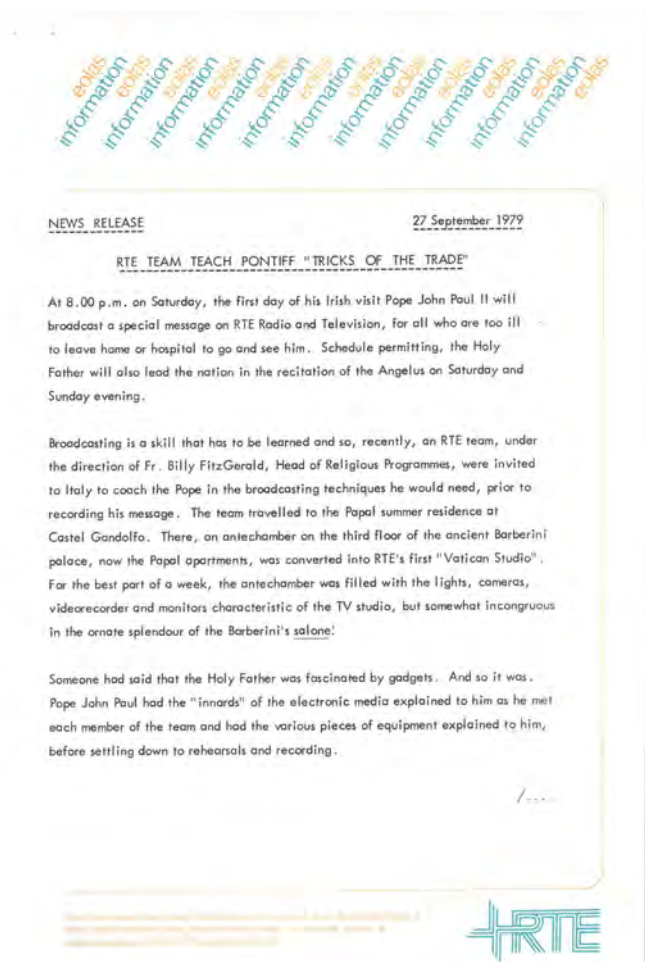 eolas eolas eolas eolas eolas eolas eolas eolas eolas eolas eolas eolas
information information information information information information information information information information information
NEWS RELEASE 27 September 1979
RTE TEAM TEACH PONTIFF "TRICKS OF THE TRADE"
At 8.00 p.m. on Saturday, the first day of his Irish visit Pope John Paul II will
broadcast a special message on RTE Radio and Television, for all who are too ill
to leave home or hospital to go and see him. Schedule permitting, the Holy
Father will also lead the nation in the recitation of the Angelus on Saturday and
Sunday evening.
Broadcasting is a skill that has to be learned and so, recently, an RTE team, under
the direction of Fr. Billy FitzGerald, Head of Religious Programmes, were invited
to Italy to coach the Pope in the broadcasting techniques he would need, prior to
recording his message. The team travelled to the Papal summer residence at
Castel Gandolfo. There, an antechamber on the third floor of the ancient Barberini
palace, now the Papal apartments, was converted into RTE's first "Vatican Studio".
For the best part of a week, the antechamber was filled with the lights, cameras,
videorecorder and monitors characteristic of the TV studio, but somewhat incongruous
in the ornate splendour of the Barberini's salone!
Someone had said that the Holy Father was fascinated by gadgets. And so it was.
Pope John Paul had the "innards" of the electronic media explained to him as he met
each member of the team and had the various pieces of equipment explained to him,
before settling down to rehearsals and recording.
/....
RTE